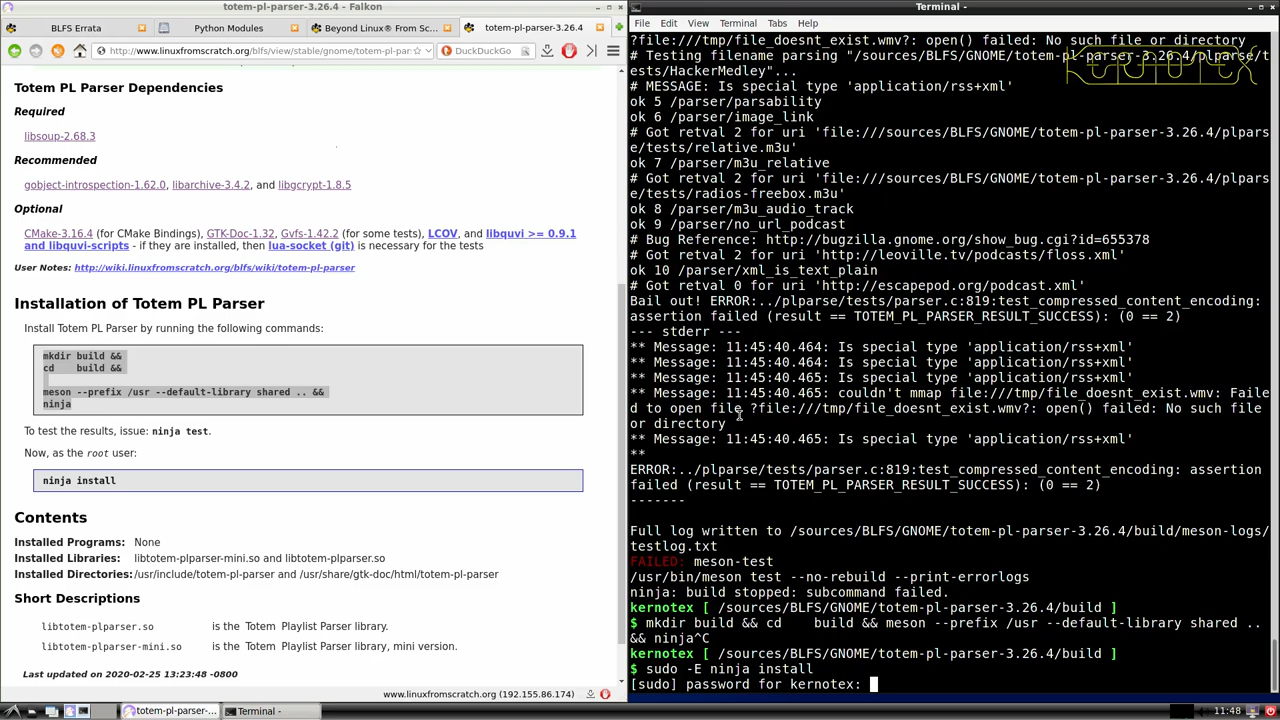 totem-pl-parser-3.26.4 - Falkon
BLFS Errata
Python Modules
Beyond Linux® From Sc...
totem-pl-parser-3.26.4
http://www.linuxfromscratch.org/blfs/view/stable/gnome/totem-pl-par
DuckDuckGo
Totem PL Parser Dependencies
Required
libsoup-2.68.3
Recommended
gobject-introspection-1.62.0, libarchive-3.4.2, and libgcrypt-1.8.5
Optional
CMake-3.16.4 (for CMake Bindings), GTK-Doc-1.32, Gvfs-1.42.2 (for some tests), LCOV, and libquvi >= 0.9.1
and libquvi-scripts - if they are installed, then lua-socket (git) is necessary for the tests
User Notes: http://wiki.linuxfromscratch.org/blfs/wiki/totem-pl-parser
Installation of Totem PL Parser
Install Totem PL Parser by running the following commands:
mkdir build &&
cd    build &&
meson --prefix /usr --default-library shared .. &&
ninja
To test the results, issue: ninja test.
Now, as the root user:
ninja install
Contents
Installed Programs: None
Installed Libraries: libtotem-plparser-mini.so and libtotem-plparser.so
Installed Directories: /usr/include/totem-pl-parser and /usr/share/gtk-doc/html/totem-pl-parser
Short Descriptions
libtotem-plparser.so is the Totem Playlist Parser library.
libtotem-plparser-mini.so is the Totem Playlist Parser library, mini version.
Last updated on 2020-02-25 13:23:48 -0800
www.linuxfromscratch.org (192.155.86.174)
totem-pl-parser-...
Terminal -
Terminal -
File Edit View Terminal Tabs Help
?file:///tmp/file_doesnt_exist.wmv?: open() failed: No such file or directory
# Testing filename parsing "/sources/BLFS/GNOME/totem-pl-parser-3.26.4/plparse/t
ests/HackerMedley"...
# MESSAGE: Is special type 'application/rss+xml'
ok 5 /parser/parsability
ok 6 /parser/image_link
# Got retval 2 for uri 'file:///sources/BLFS/GNOME/totem-pl-parser-3.26.4/plpars
e/tests/relative.m3u'
ok 7 /parser/m3u_relative
# Got retval 2 for uri 'file:///sources/BLFS/GNOME/totem-pl-parser-3.26.4/plpars
e/tests/radios-freebox.m3u'
ok 8 /parser/m3u_audio_track
ok 9 /parser/no_url_podcast
# Bug Reference: http://bugzilla.gnome.org/show_bug.cgi?id=655378
# Got retval 2 for uri 'http://leoville.tv/podcasts/floss.xml'
ok 10 /parser/xml_is_text_plain
# Got retval 0 for uri 'http://escapepod.org/podcast.xml'
Bail out! ERROR:../plparse/tests/parser.c:819:test_compressed_content_encoding:
assertion failed (result == TOTEM_PL_PARSER_RESULT_SUCCESS): (0 == 2)
--- stderr ---
** Message: 11:45:40.464: Is special type 'application/rss+xml'
** Message: 11:45:40.464: Is special type 'application/rss+xml'
** Message: 11:45:40.465: Is special type 'application/rss+xml'
** Message: 11:45:40.465: couldn't mmap file:///tmp/file_doesnt_exist.wmv: Faile
d to open file ?file:///tmp/file_doesnt_exist.wmv?: open() failed: No such file
or directory
** Message: 11:45:40.465: Is special type 'application/rss+xml'
**
ERROR:../plparse/tests/parser.c:819:test_compressed_content_encoding: assertion
failed (result == TOTEM_PL_PARSER_RESULT_SUCCESS): (0 == 2)
-------
Full log written to /sources/BLFS/GNOME/totem-pl-parser-3.26.4/build/meson-logs/
testlog.txt
FAILED: meson-test
/usr/bin/meson test --no-rebuild --print-errorlogs
ninja: build stopped: subcommand failed.
kernotex [ /sources/BLFS/GNOME/totem-pl-parser-3.26.4/build ]
$ mkdir build && cd    build && meson --prefix /usr --default-library shared ..
&& ninja^C
kernotex [ /sources/BLFS/GNOME/totem-pl-parser-3.26.4/build ]
$ sudo -E ninja install
[sudo] password for kernotex:
11:48